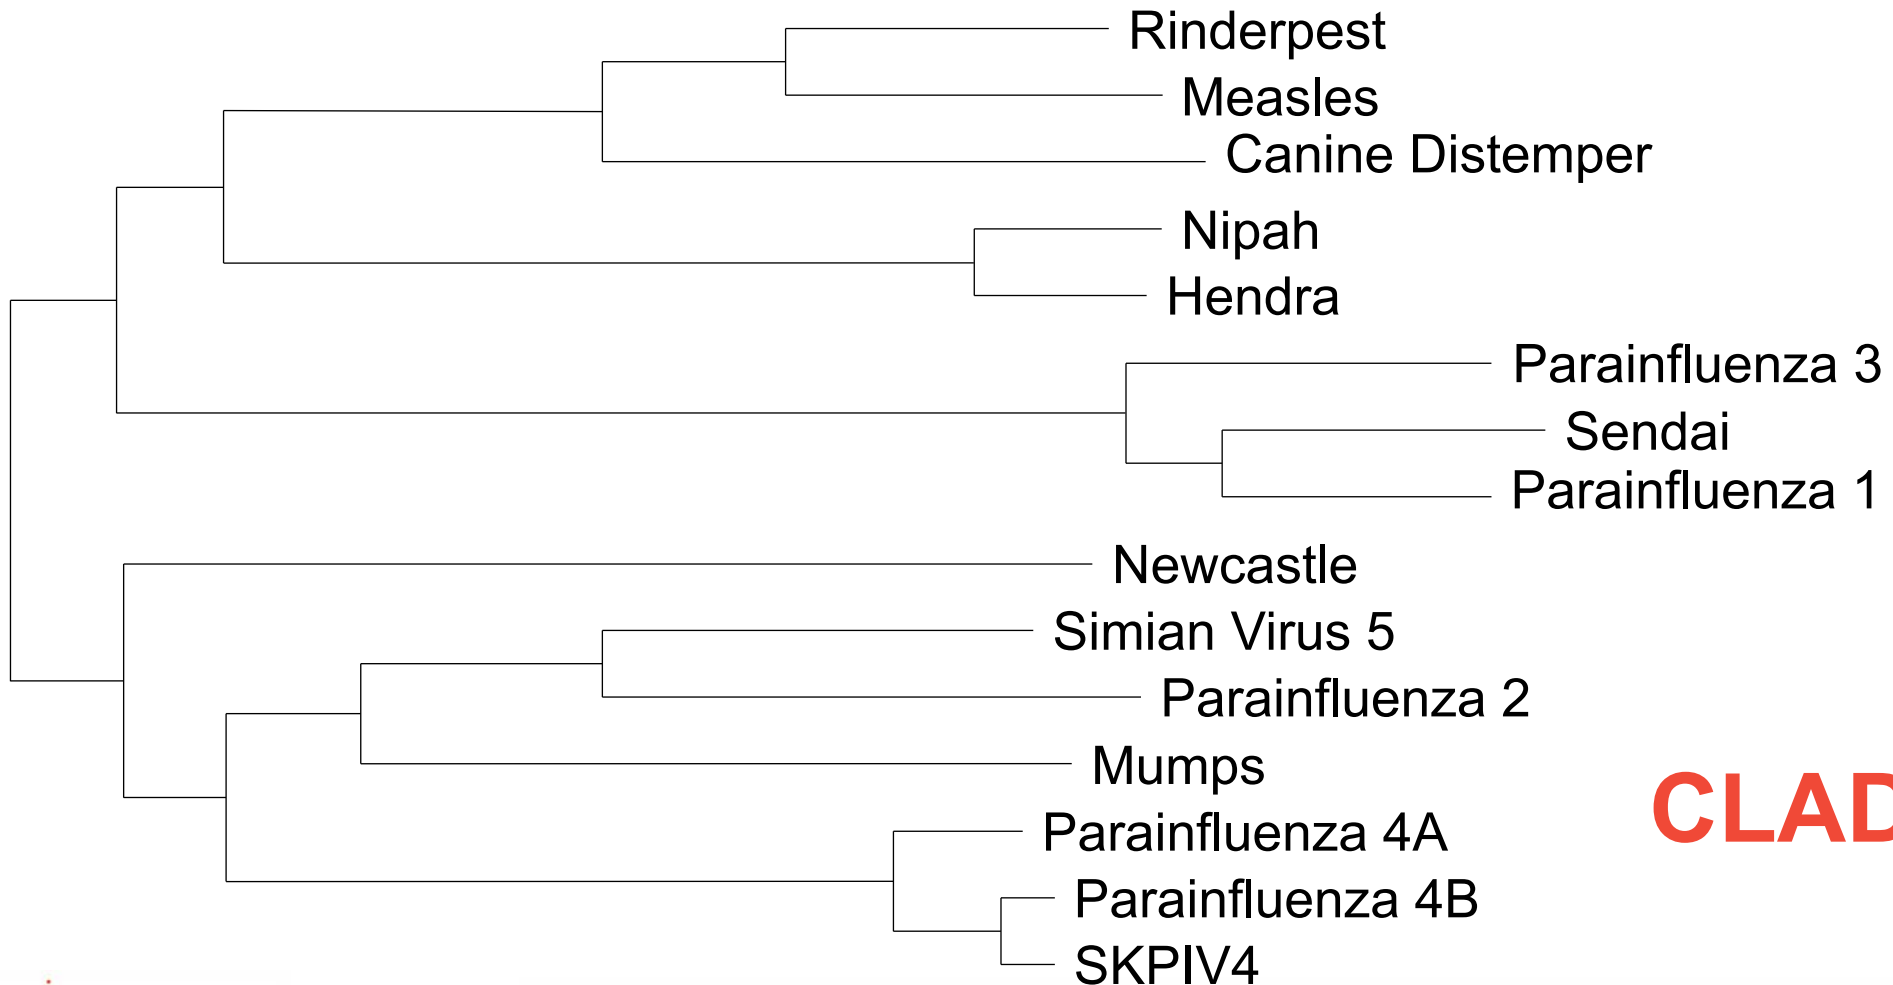 Rinderpest
Measles
Canine Distemper
Nipah
Hendra
Parainfluenza 3
Sendai
Parainfluenza 1
Newcastle
Simian Virus 5
Parainfluenza 2
Mumps
CLAD
Parainfluenza 4A
Parainfluenza 4B
SKPIV4